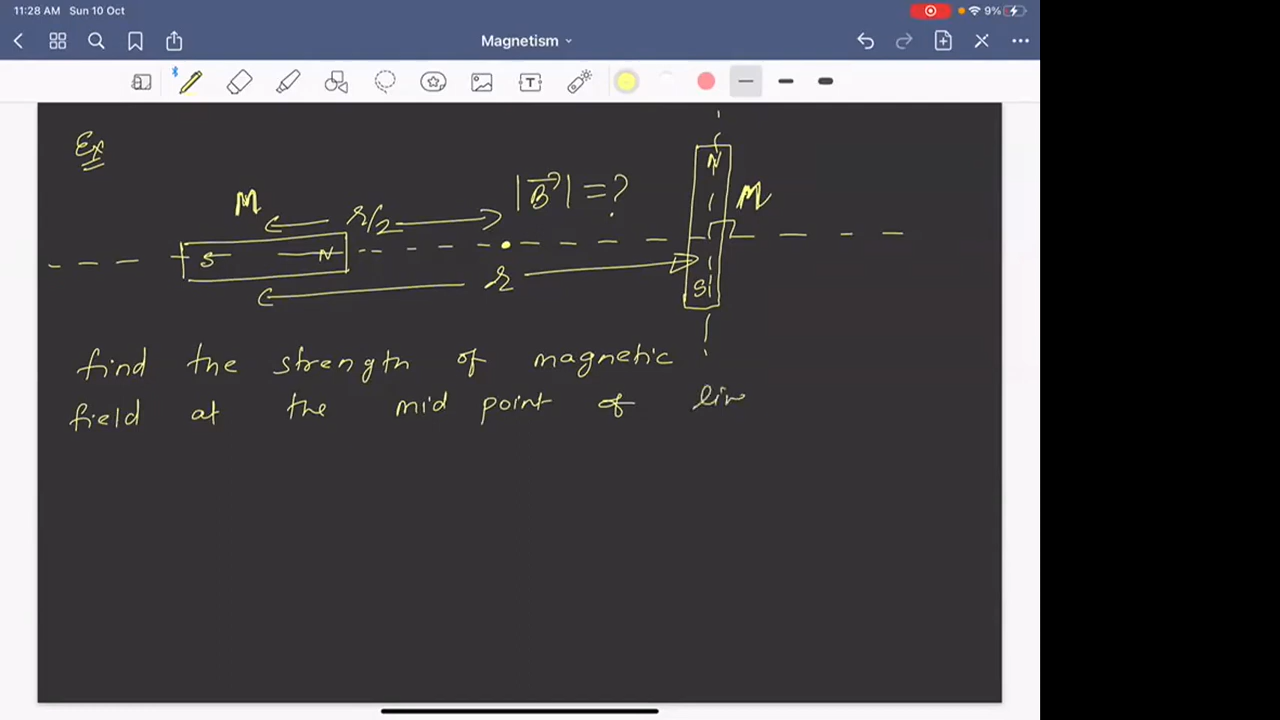 11:28 AM Sun 10 Oct
9%
Magnetism
Ex
M
r/2
|B⃗| = ?
N
M
S
N
r
S
find the strength of magnetic
field at the mid point of lin